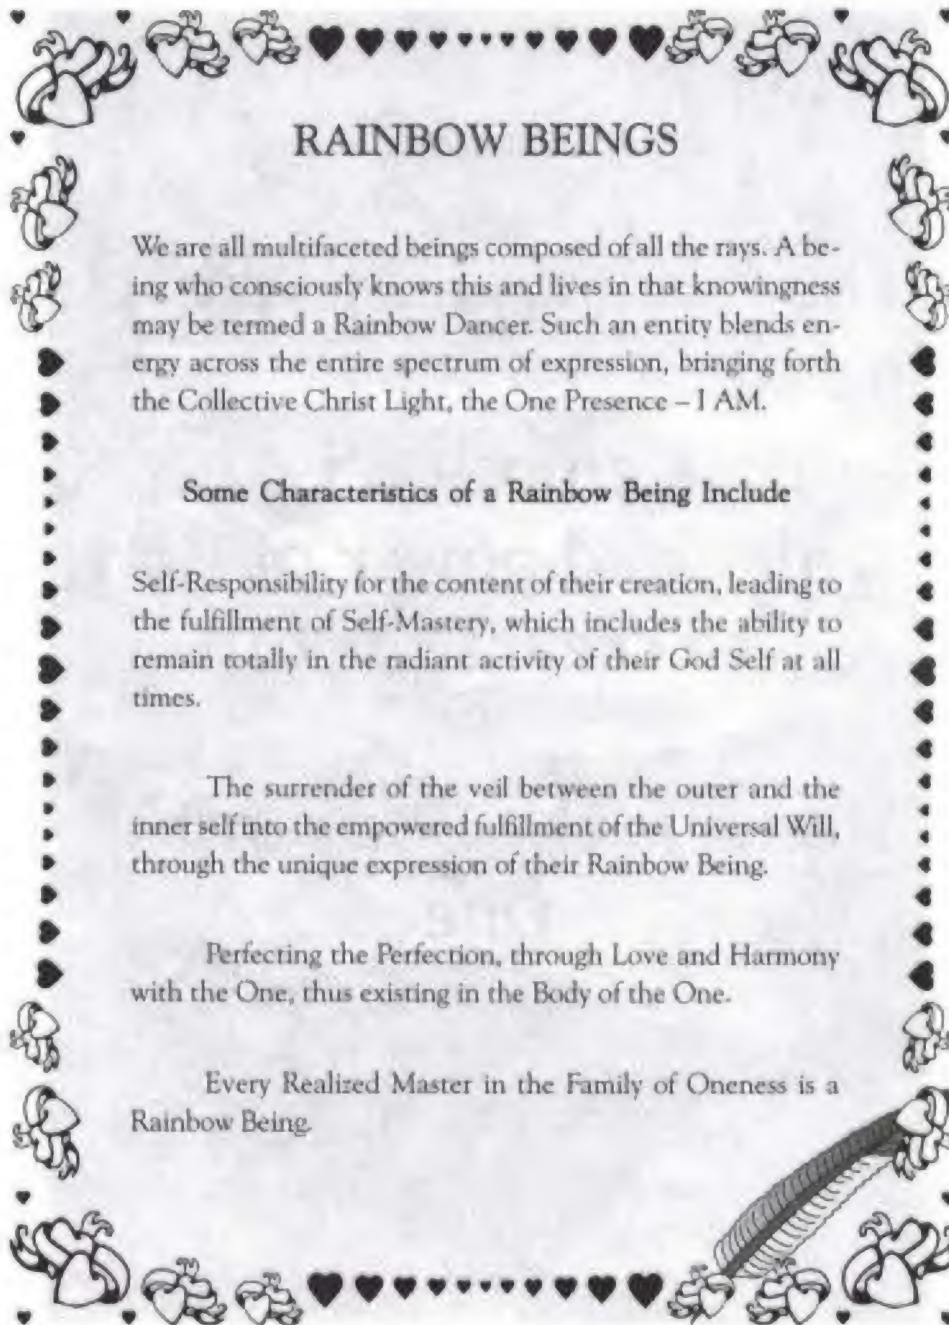 RAINBOW BEINGS
We are all multifaceted beings composed of all the rays. A be-
ing who consciously knows this and lives in that knowingness
may be termed a Rainbow Dancer. Such an entity blends en-
ergy across the entire spectrum of expression, bringing forth
the Collective Christ Light, the One Presence – I AM.
Some Characteristics of a Rainbow Being Include
Self-Responsibility for the content of their creation, leading to
the fulfillment of Self-Mastery, which includes the ability to
remain totally in the radiant activity of their God Self at all
times.
The surrender of the veil between the outer and the
inner self into the empowered fulfillment of the Universal Will,
through the unique expression of their Rainbow Being.
Perfecting the Perfection, through Love and Harmony
with the One, thus existing in the Body of the One.
Every Realized Master in the Family of Oneness is a
Rainbow Being.